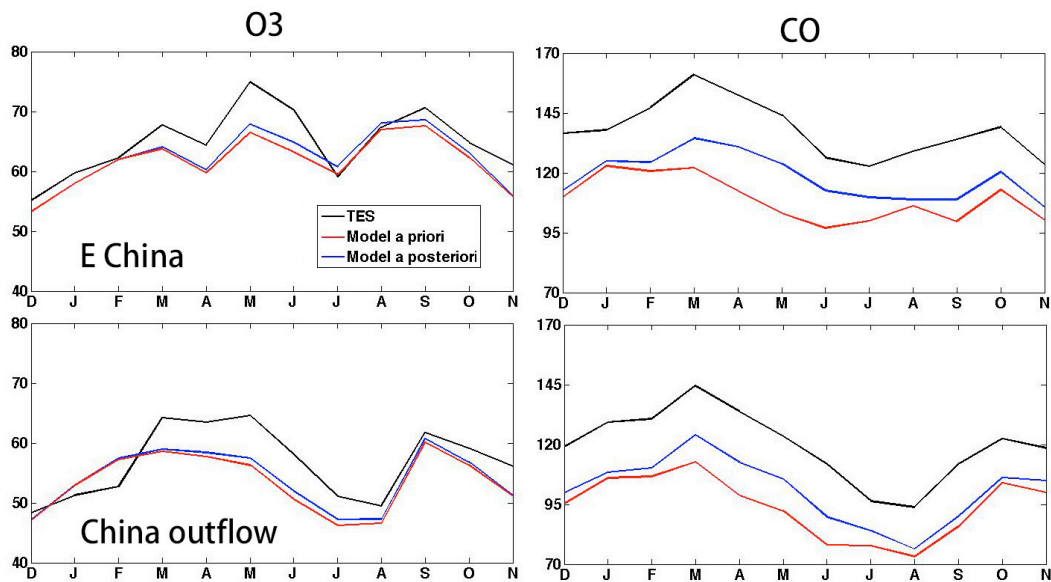 O3
CO
80
70
60
50
40
TES
Model a priori
Model a posteriori
E China
D J F M A M J J A S O N
170
145
120
95
70
D J F M A M J J A S O N
80
70
60
50
40
China outflow
D J F M A M J J A S O N
170
145
120
95
70
D J F M A M J J A S O N